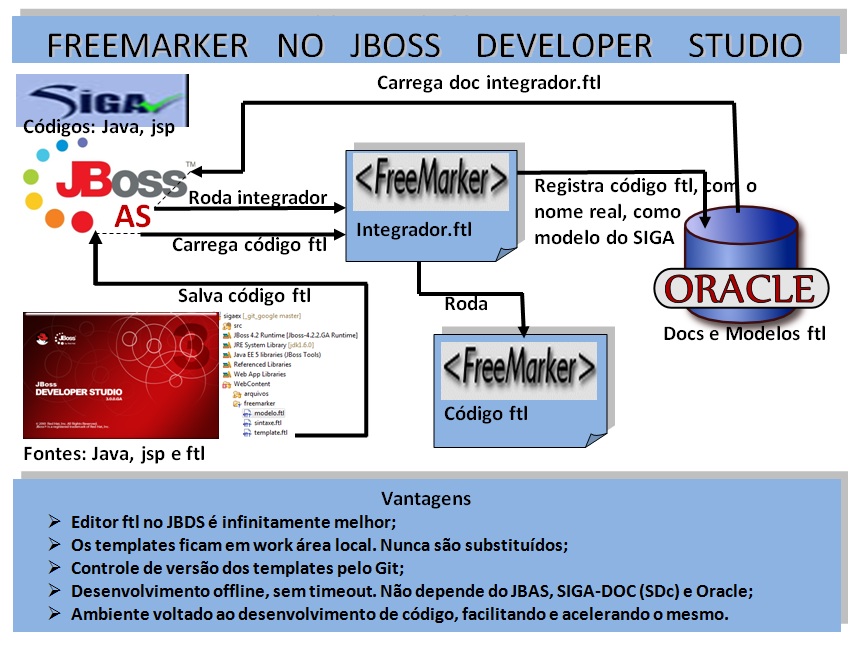 FREEMARKER NO JBOSS DEVELOPER STUDIO
Carrega doc integrador.ftl
SIGA
Códigos: Java, jsp
JBoss™
AS
Roda integrador
Carrega código ftl
<FreeMarker>
Integrador.ftl
Registra código ftl, com o
nome real, como
modelo do SIGA
ORACLE
Docs e Modelos ftl
Salva código ftl
Roda
<FreeMarker>
Código ftl
JBoss
JBoss
DEVELOPER STUDIO
sigaex [_git_google master]
src
JBoss 4.2 Runtime [Jboss-4.2.2.GA Runtime]
JRE System Library [jdk1.6.0]
Java EE 5 libraries (JBoss Tools)
Referenced Libraries
Web App Libraries
WebContent
arquivos
freemarker
modelo.ftl
sintaxe.ftl
template.ftl
Fontes: Java, jsp e ftl
Vantagens
➢ Editor ftl no JBDS é infinitamente melhor;
➢ Os templates ficam em work área local. Nunca são substituídos;
➢ Controle de versão dos templates pelo Git;
➢ Desenvolvimento offline, sem timeout. Não depende do JBAS, SIGA-DOC (SDc) e Oracle;
➢ Ambiente voltado ao desenvolvimento de código, facilitando e acelerando o mesmo.